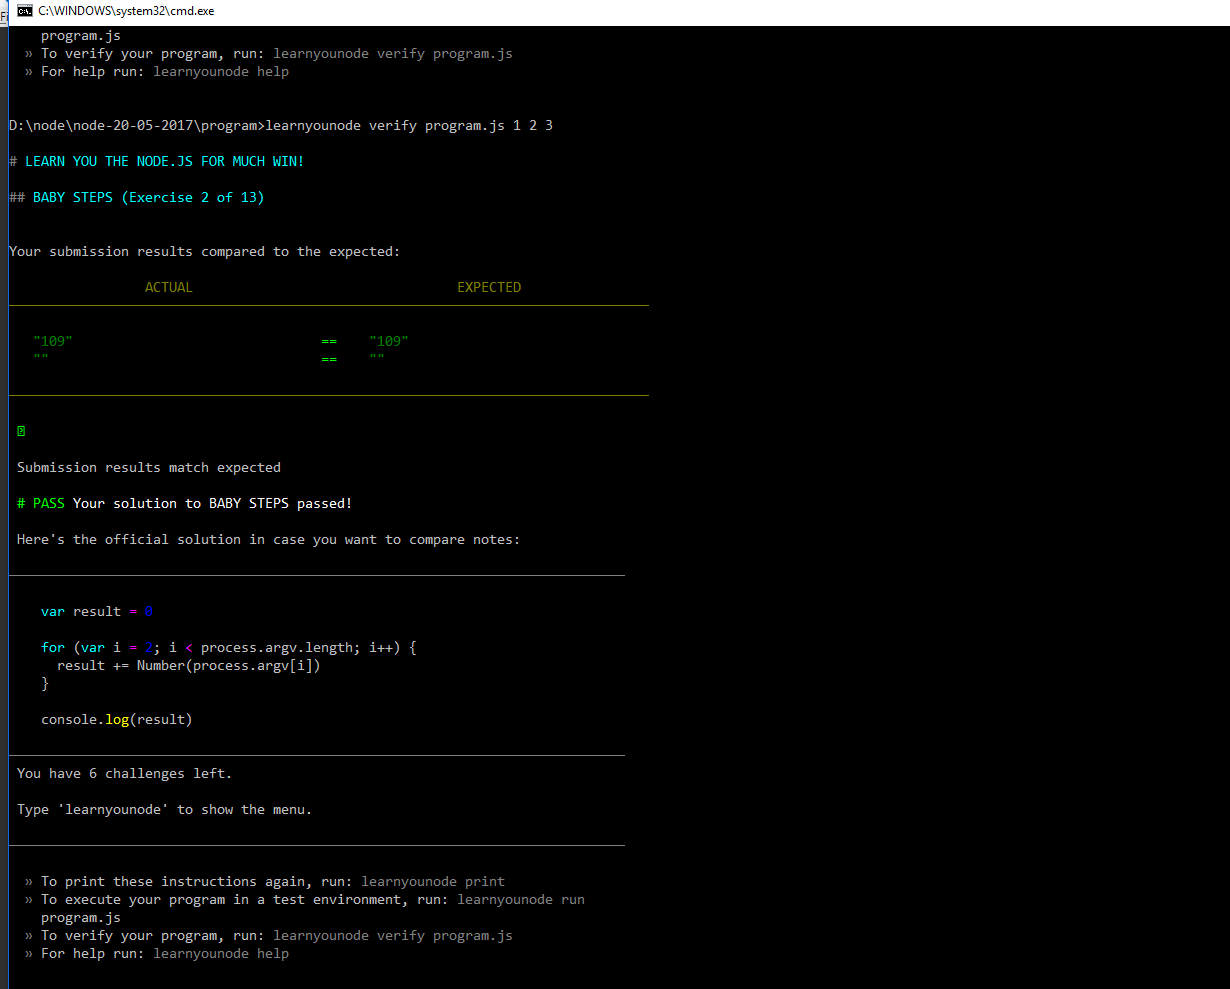 C:\WINDOWS\system32\cmd.exe
program.js
» To verify your program, run: learnyounode verify program.js
» For help run: learnyounode help
D:\node\node-20-05-2017\program>learnyounode verify program.js 1 2 3
# LEARN YOU THE NODE.JS FOR MUCH WIN!
## BABY STEPS (Exercise 2 of 13)
Your submission results compared to the expected:
ACTUAL EXPECTED
"109" == "109"
"" == ""
Submission results match expected
# PASS Your solution to BABY STEPS passed!
Here's the official solution in case you want to compare notes:
var result = 0
for (var i = 2; i < process.argv.length; i++) {
result += Number(process.argv[i])
}
console.log(result)
You have 6 challenges left.
Type 'learnyounode' to show the menu.
» To print these instructions again, run: learnyounode print
» To execute your program in a test environment, run: learnyounode run
program.js
» To verify your program, run: learnyounode verify program.js
» For help run: learnyounode help